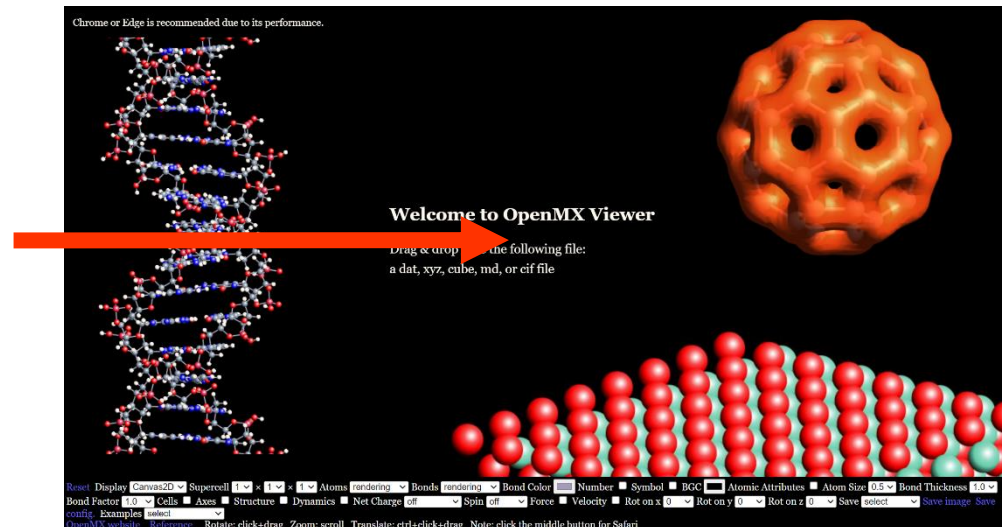 Chrome or Edge is recommended due to its performance.
Welcome to OpenMX Viewer
Drag & drop the following file:
a dat, xyz, cube, md, or cif file
Reset Display Canvas2D Supercell 1 × 1 × 1 Atoms rendering Bonds rendering Bond Color Number Symbol BGC Atomic Attributes Atom Size 0.5 Bond Thickness 1.0
Bond Factor 1.0 Cells Axes Structure Dynamics Net Charge off Spin off Force Velocity Rot on x 0 Rot on y 0 Rot on z 0 Save select Save image Save
config. Examples select
OpenMX website Reference Rotate: click+drag Zoom: scroll Translate: ctrl+click+drag Note: click the middle button for Safari